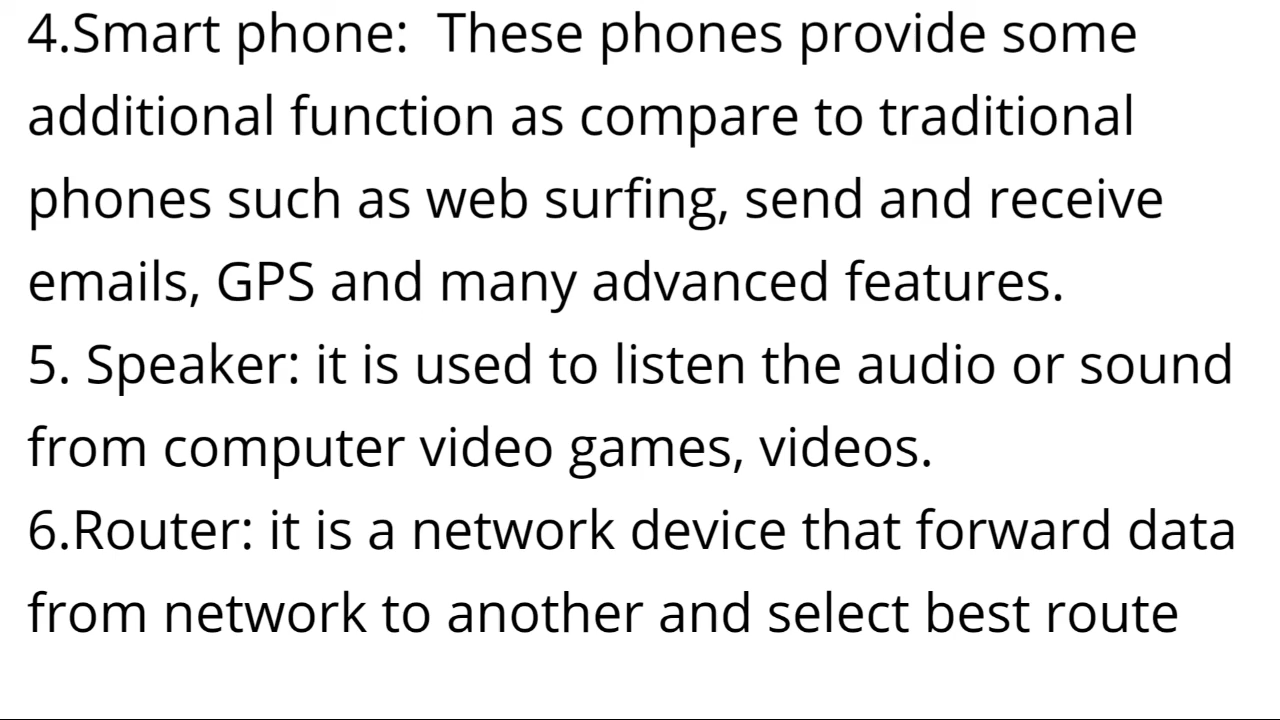 4.Smart phone:  These phones provide some
additional function as compare to traditional
phones such as web surfing, send and receive
emails, GPS and many advanced features.
5. Speaker: it is used to listen the audio or sound
from computer video games, videos.
6.Router: it is a network device that forward data
from network to another and select best route